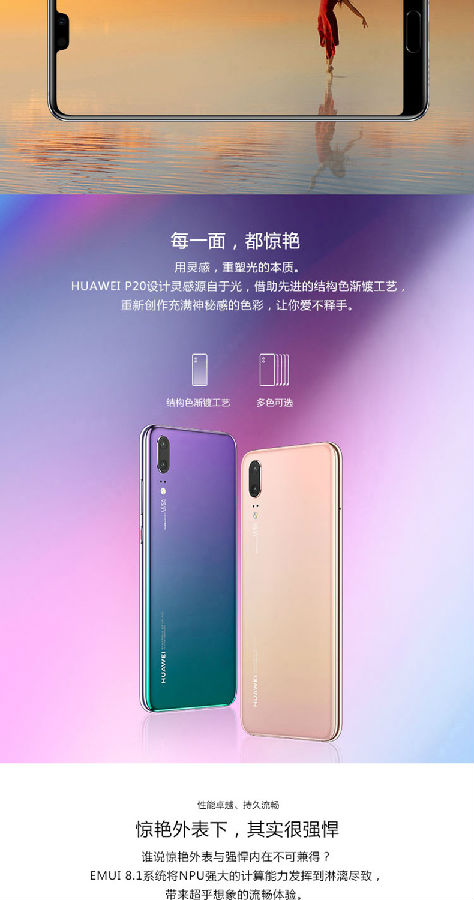 每一面，都惊艳
用灵感，重塑光的本质。
HUAWEI P20设计灵感源自于光，借助先进的结构色渐镀工艺，
重新创作充满神秘感的色彩，让你爱不释手。
结构色渐镀工艺
多色可选
HUAWEI
HUAWEI
性能卓越、持久流畅
惊艳外表下，其实很强悍
谁说惊艳外表与强悍内在不可兼得？
EMUI 8.1系统将NPU强大的计算能力发挥到淋漓尽致，
带来超乎想象的流畅体验。